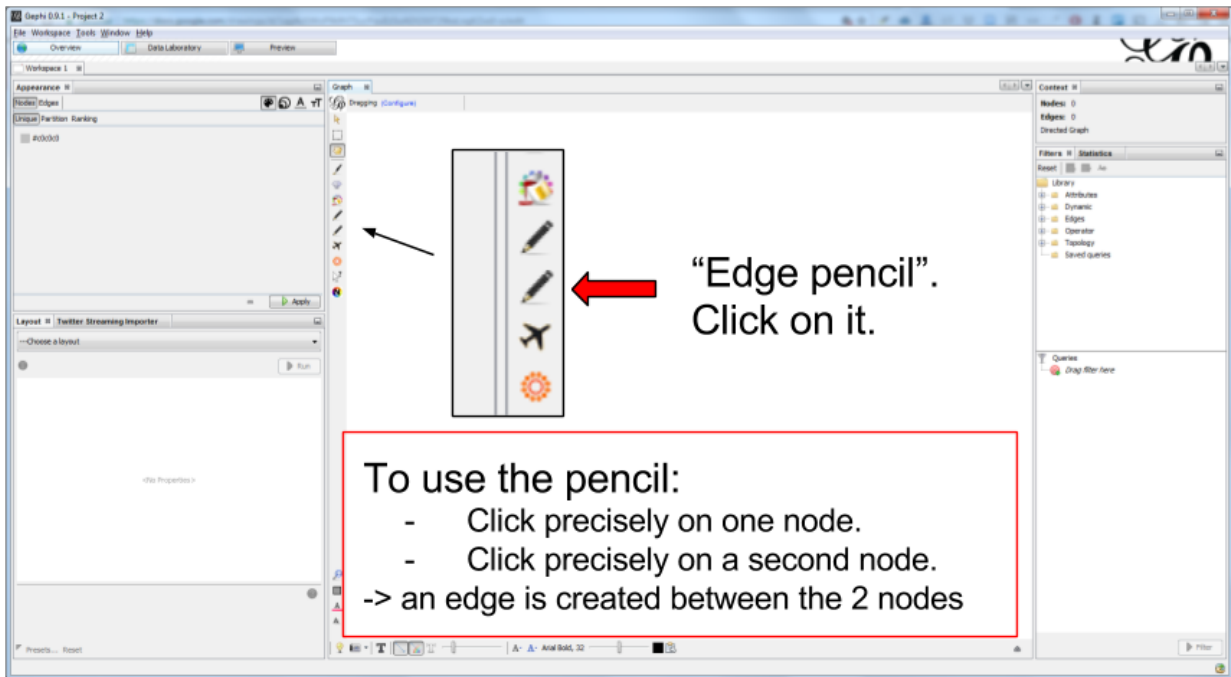 Gephi 0.9.1 - Project 2
File Workspace Tools Window Help
Overview Data Laboratory Preview
Workspace 1
Appearance
Nodes Edges
Unique Partition Ranking
#c0c0c0
Apply
Layout Twitter Streaming Importer
---Choose a layout
Run
<No Properties>
Presets... Reset
Graph
Dragging (Configure)
“Edge pencil”.
Click on it.
To use the pencil:
- Click precisely on one node.
- Click precisely on a second node.
-> an edge is created between the 2 nodes
T A- A- Arial Bold, 32
Context
Nodes: 0
Edges: 0
Directed Graph
Filters Statistics
Reset
Library
Attributes
Dynamic
Edges
Operator
Topology
Saved queries
Queries
Drag filter here
Filter